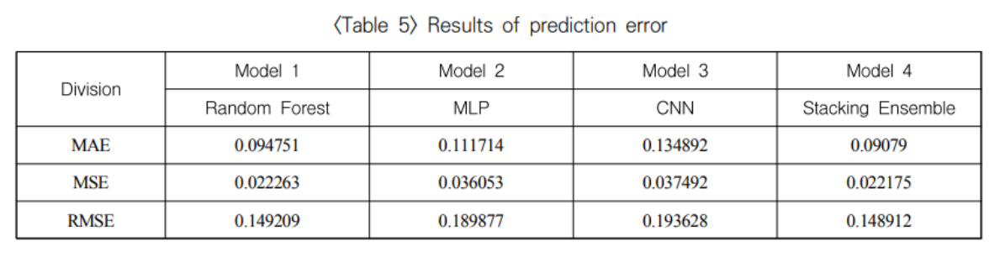 〈Table 5〉 Results of prediction error
Division Model 1 Model 2 Model 3 Model 4
Random Forest MLP CNN Stacking Ensemble
MAE 0.094751 0.111714 0.134892 0.09079
MSE 0.022263 0.036053 0.037492 0.022175
RMSE 0.149209 0.189877 0.193628 0.148912